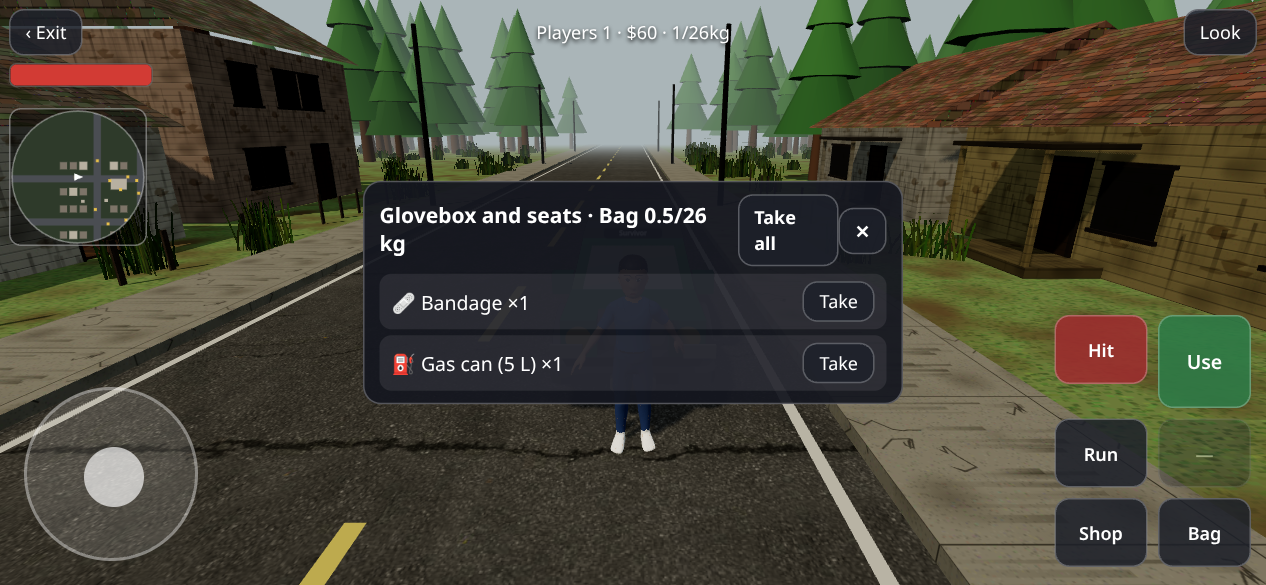 ‹ Exit
Players 1 · $60 · 1/26kg
Look
Glovebox and seats · Bag 0.5/26
kg
Take
all
×
Bandage ×1
Take
Gas can (5 L) ×1
Take
Hit
Use
Run
—
Shop
Bag